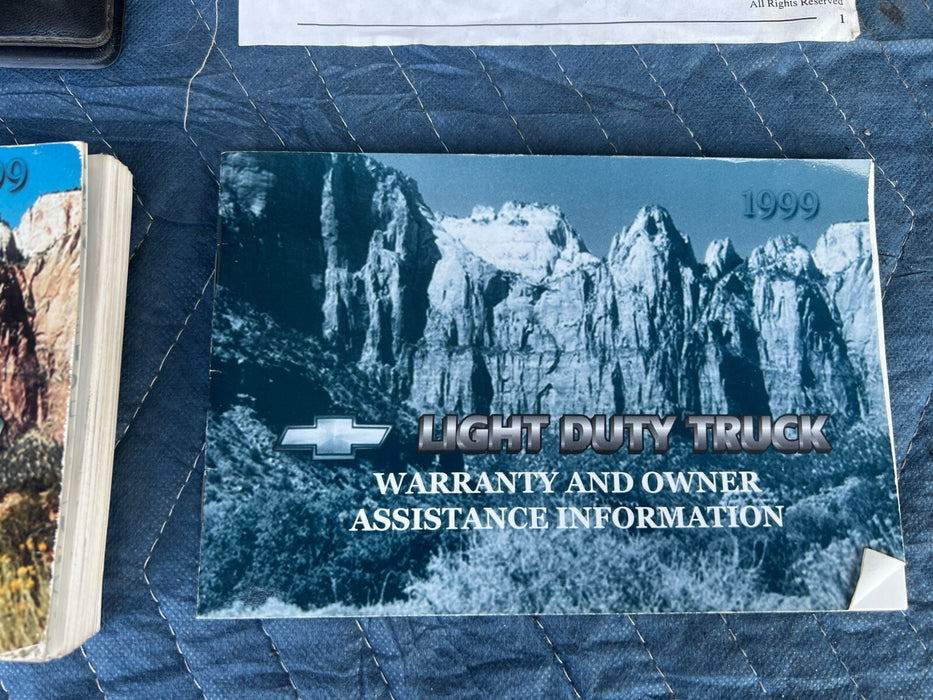 All Rights Reserved
1
99
1999
LIGHT DUTY TRUCK
WARRANTY AND OWNER
ASSISTANCE INFORMATION